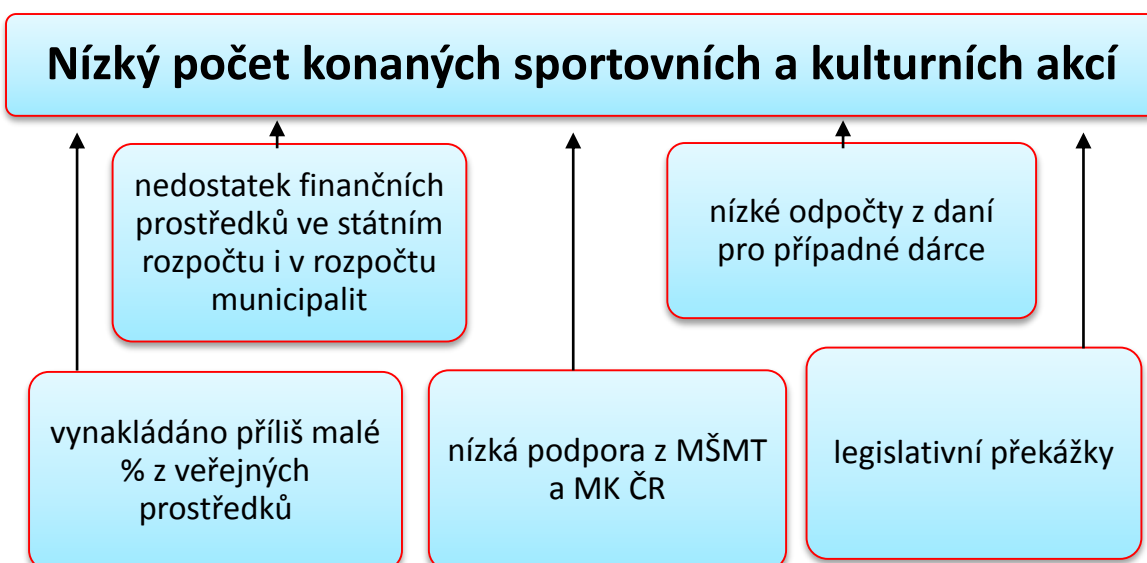 Nízký počet konaných sportovních a kulturních akcí
nedostatek finančních
prostředků ve státním
rozpočtu i v rozpočtu
municipalit
nízké odpočty z daní
pro případné dárce
vynakládáno příliš malé
% z veřejných
prostředků
nízká podpora z MŠMT
a MK ČR
legislativní překážky